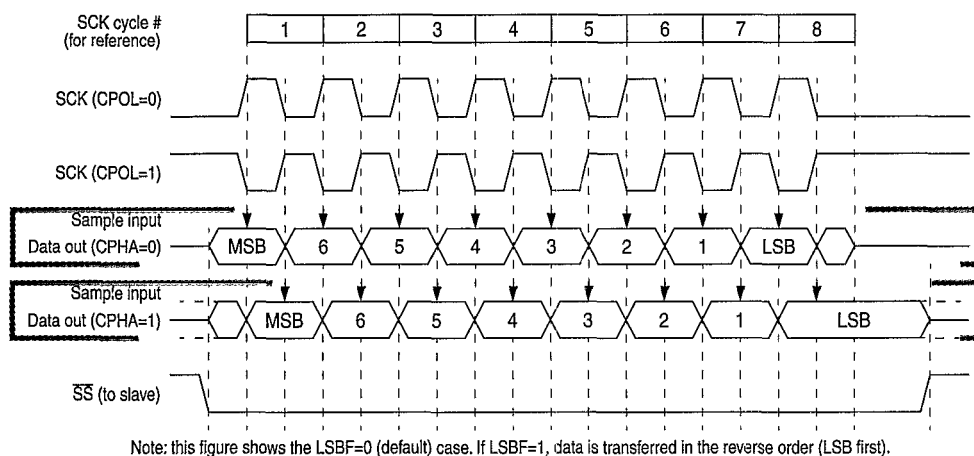 SCK cycle #
(for reference)
1 2 3 4 5 6 7 8
SCK (CPOL=0)
SCK (CPOL=1)
Sample input
Data out (CPHA=0)
MSB 6 5 4 3 2 1 LSB
Sample input
Data out (CPHA=1)
MSB 6 5 4 3 2 1 LSB
SS (to slave)
Note: this figure shows the LSBF=0 (default) case. If LSBF=1, data is transferred in the reverse order (LSB first).